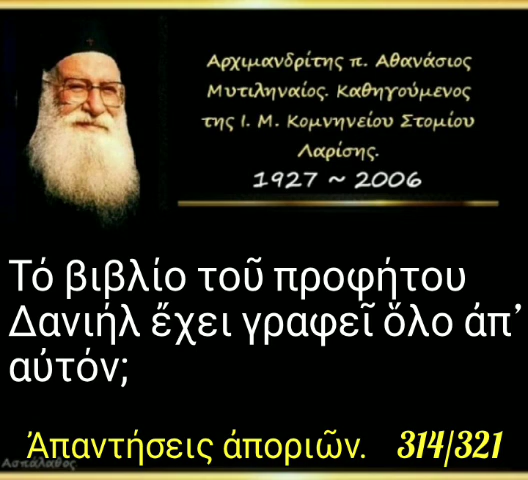 Αρχιμανδρίτης π. Αθανάσιος
Μυτιληναίος. Καθηγούμενος
της Ι. Μ. Κομνηνείου Στομίου
Λαρίσης.
1927 ~ 2006
Τό βιβλίο τοῦ προφήτου
Δανιήλ ἔχει γραφεῖ ὅλο ἀπ’
αὐτόν;
Ἀπαντήσεις ἀποριῶν. 314/321
Ασπάλαθος